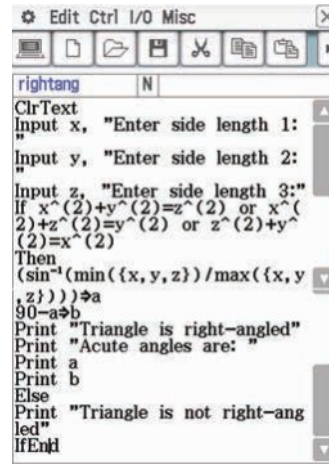 Edit Ctrl I/O Misc
rightang N
ClrText
Input x, "Enter side length 1:
"
Input y, "Enter side length 2:
"
Input z, "Enter side length 3:"
If x^(2)+y^(2)=z^(2) or x^(
2)+z^(2)=y^(2) or z^(2)+y^
(2)=x^(2)
Then
(sin⁻¹(min({x,y,z})/max({x,y
,z})))⇒a
90-a⇒b
Print "Triangle is right-angled"
Print "Acute angles are: "
Print a
Print b
Else
Print "Triangle is not right-ang
led"
IfEnd